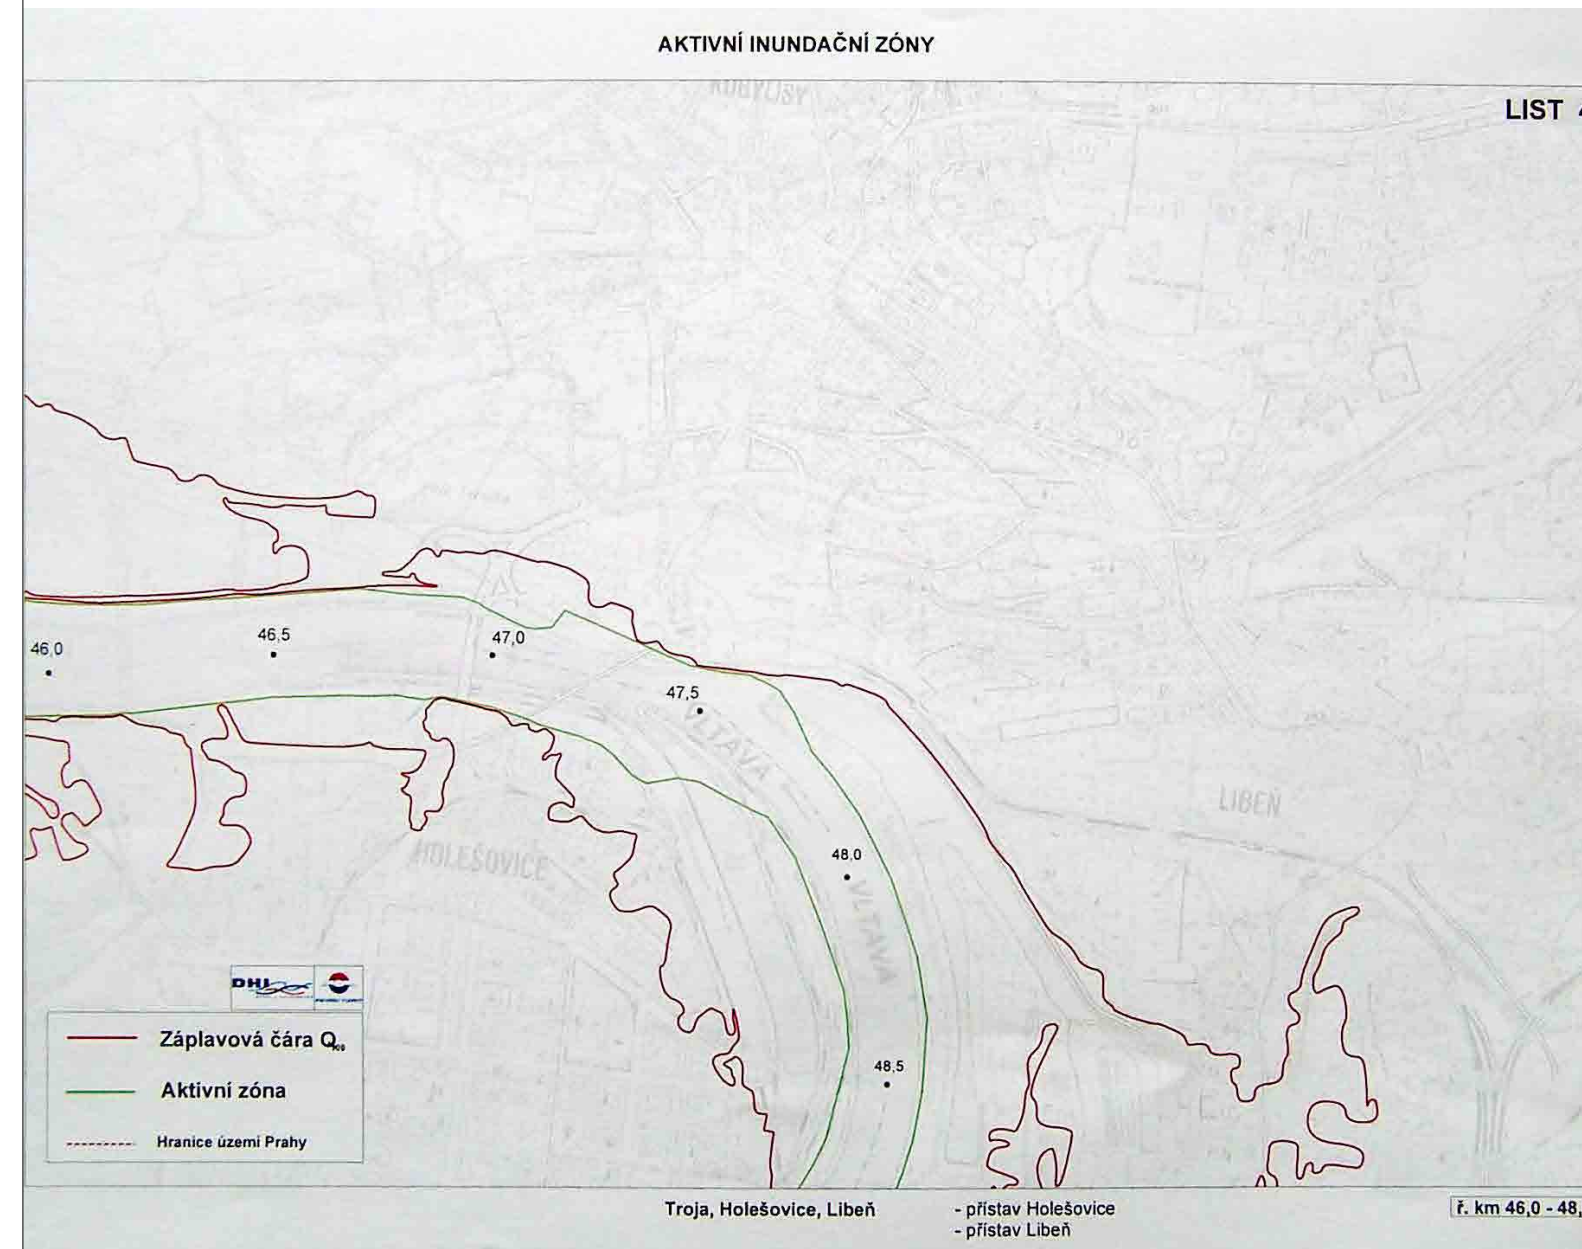 AKTIVNÍ INUNDAČNÍ ZÓNY
KOBYLISY
LIST
46,0
46,5
47,0
47,5
VLTAVA
LIBEŇ
48,0
HOLEŠOVICE
VLTAVA
48,5
DHI
Záplavová čára Q
Aktivní zóna
Hranice území Prahy
Troja, Holešovice, Libeň
- přístav Holešovice
- přístav Libeň
ř. km 46,0 - 48,